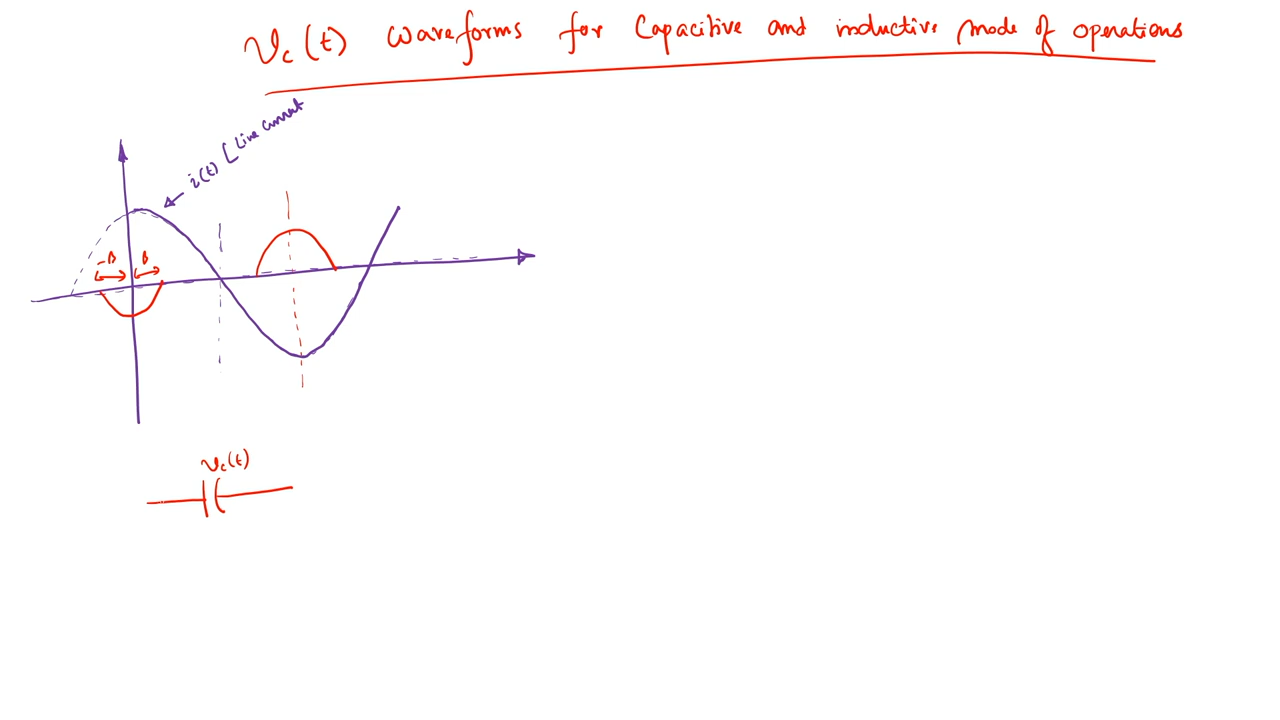 Vc(t) waveforms for Capacitive and inductive mode of operations
i(t) [Line current
-β β
vc(t)